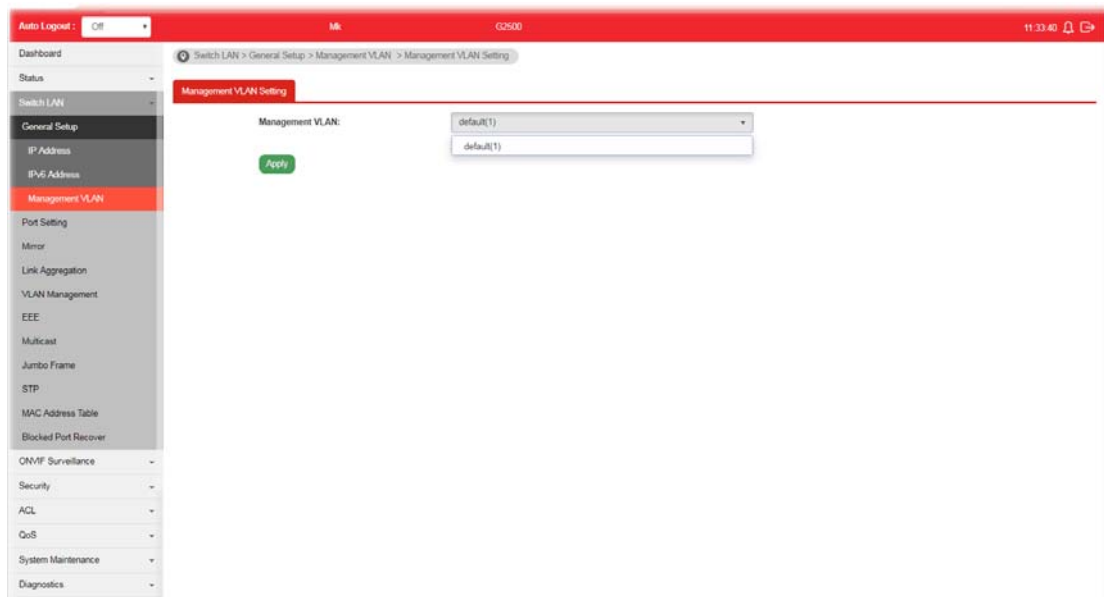 Auto Logout : Off Mk G2500 11:33:40
Dashboard
Switch LAN > General Setup > Management VLAN > Management VLAN Setting
Status
Management VLAN Setting
Switch LAN
General Setup
Management VLAN: default(1)
default(1)
IP Address
Apply
IPv6 Address
Management VLAN
Port Setting
Mirror
Link Aggregation
VLAN Management
EEE
Multicast
Jumbo Frame
STP
MAC Address Table
Blocked Port Recover
ONVIF Surveillance
Security
ACL
QoS
System Maintenance
Diagnostics